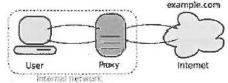 example.com
User
Proxy
Internet
internal network